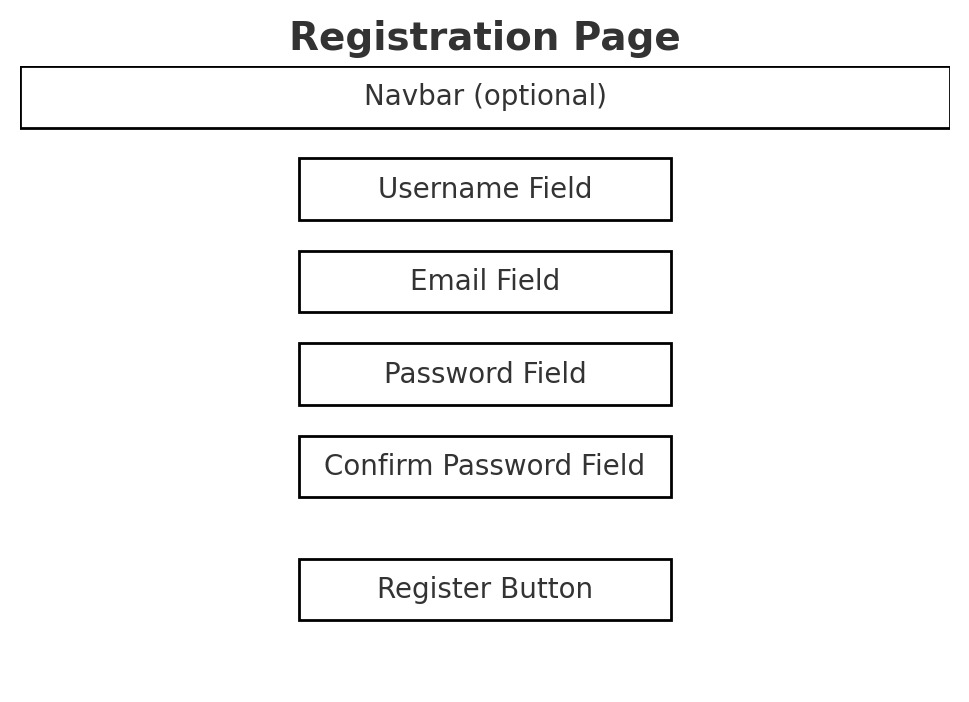 Registration Page
Navbar (optional)
Username Field
Email Field
Password Field
Confirm Password Field
Register Button